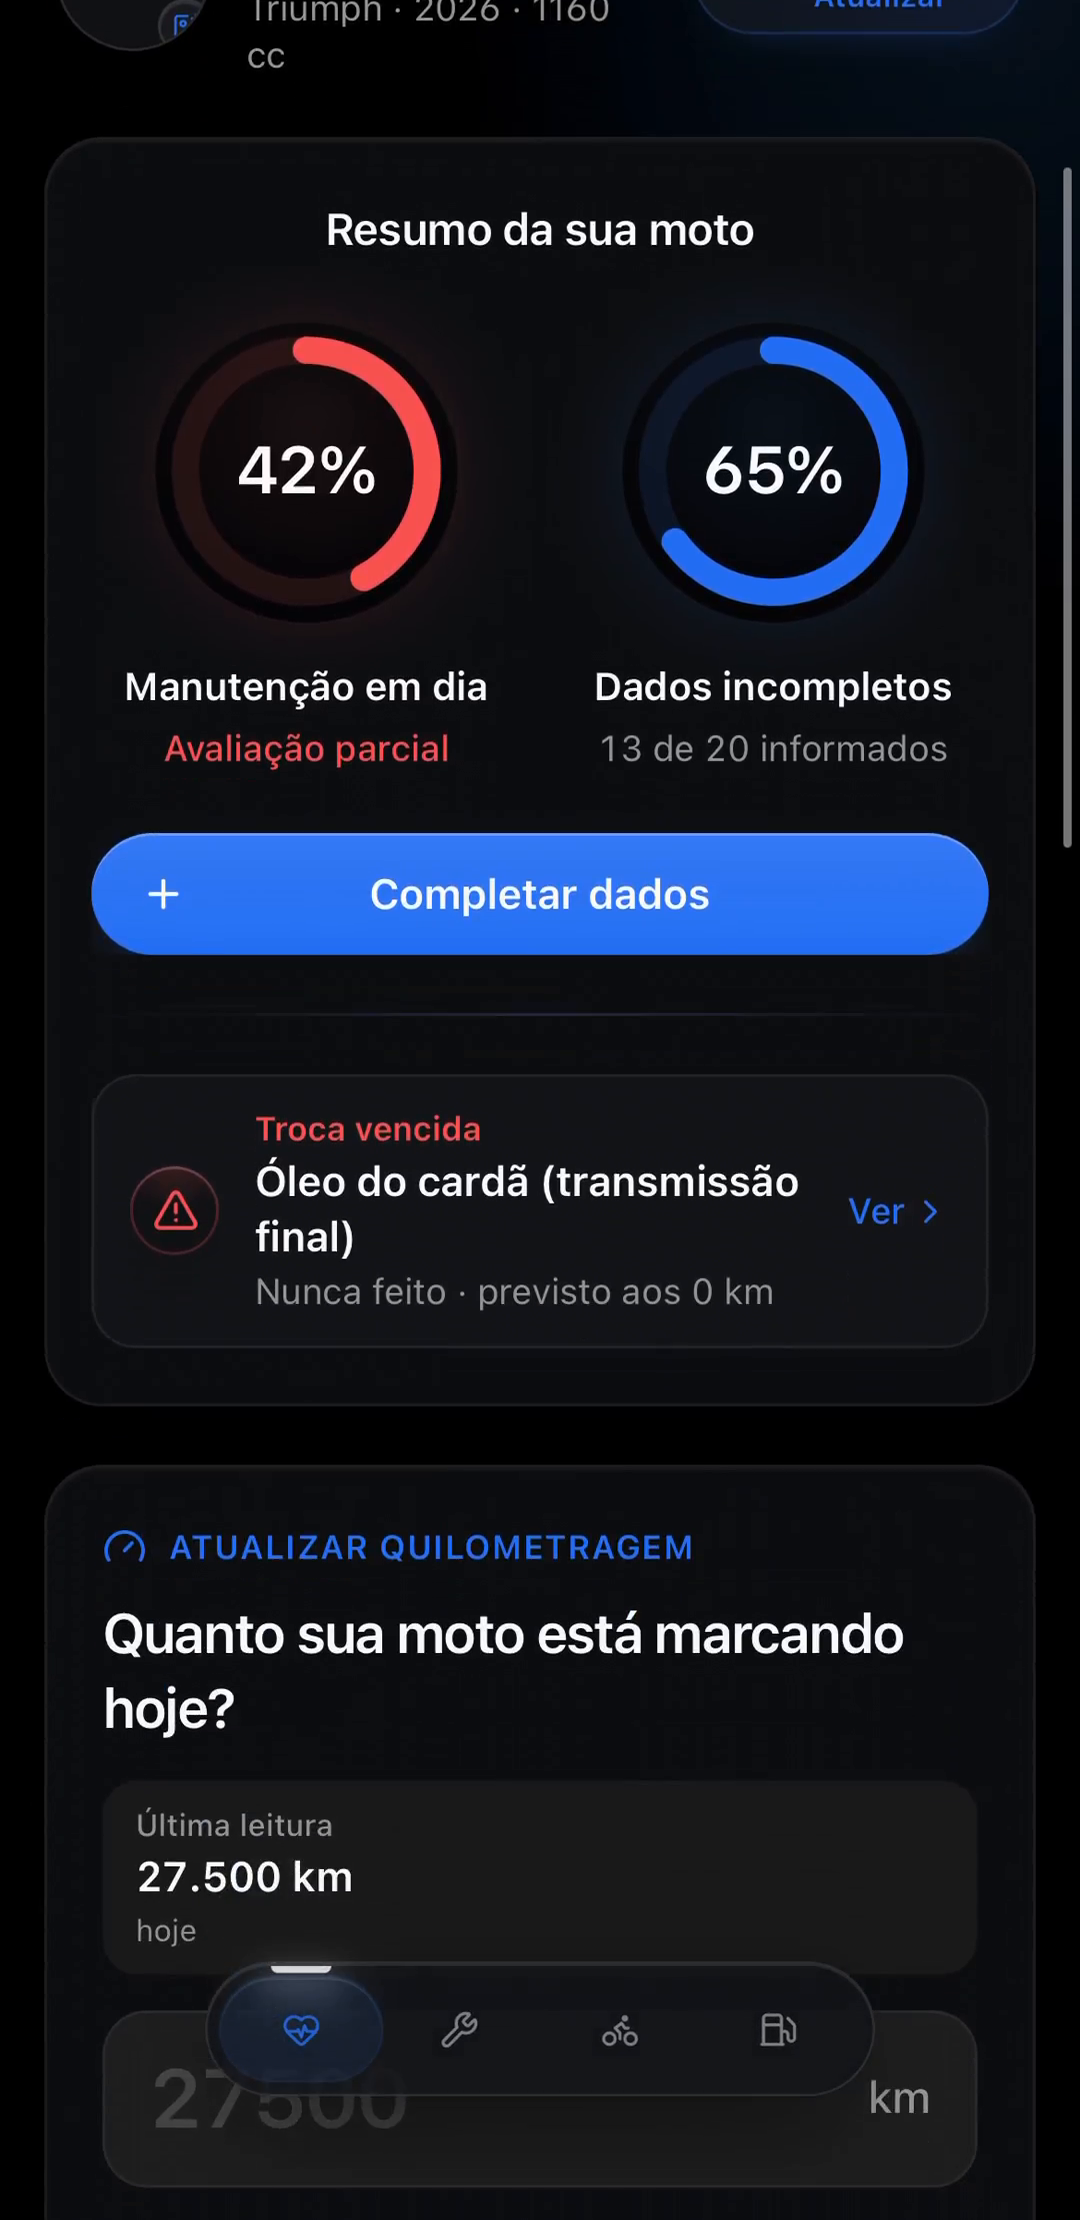 Triumph · 2026 · 1160
cc
Atualizar
Resumo da sua moto
42%
65%
Manutenção em dia
Dados incompletos
Avaliação parcial
13 de 20 informados
+ Completar dados
Troca vencida
Óleo do cardã (transmissão
final)
Ver >
Nunca feito · previsto aos 0 km
ATUALIZAR QUILOMETRAGEM
Quanto sua moto está marcando
hoje?
Última leitura
27.500 km
hoje
27500
km